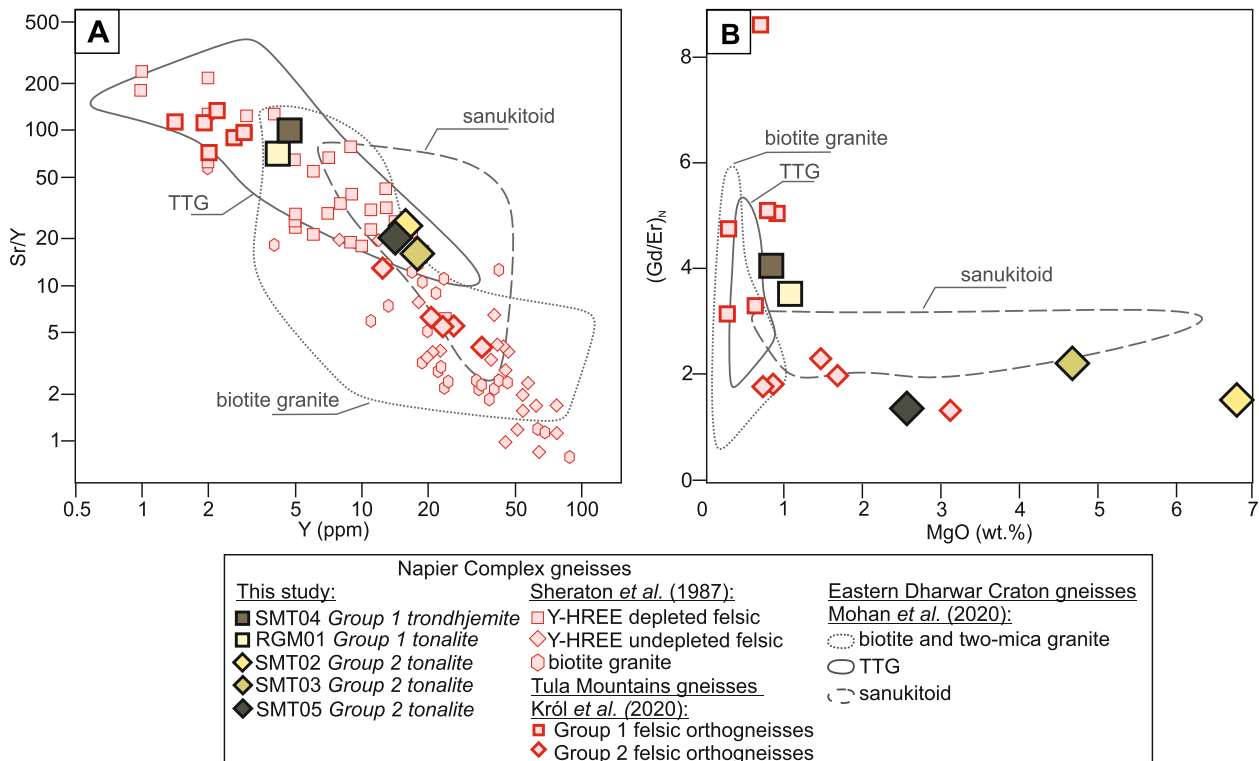 A
500
200
100
50
20
10
5
2
1
Sr/Y
0.5 1 2 5 10 20 50 100
Y (ppm)
sanukitoid
TTG
biotite granite
B
8
6
4
2
0
(Gd/Er)N
0 1 2 3 4 5 6 7
MgO (wt.%)
biotite granite
TTG
sanukitoid
Napier Complex gneisses
This study:
SMT04 Group 1 trondhjemite
RGM01 Group 1 tonalite
SMT02 Group 2 tonalite
SMT03 Group 2 tonalite
SMT05 Group 2 tonalite
Sheraton et al. (1987):
Y-HREE depleted felsic
Y-HREE undepleted felsic
biotite granite
Tula Mountains gneisses
Król et al. (2020):
Group 1 felsic orthogneisses
Group 2 felsic orthogneisses
Eastern Dharwar Craton gneisses
Mohan et al. (2020):
biotite and two-mica granite
TTG
sanukitoid